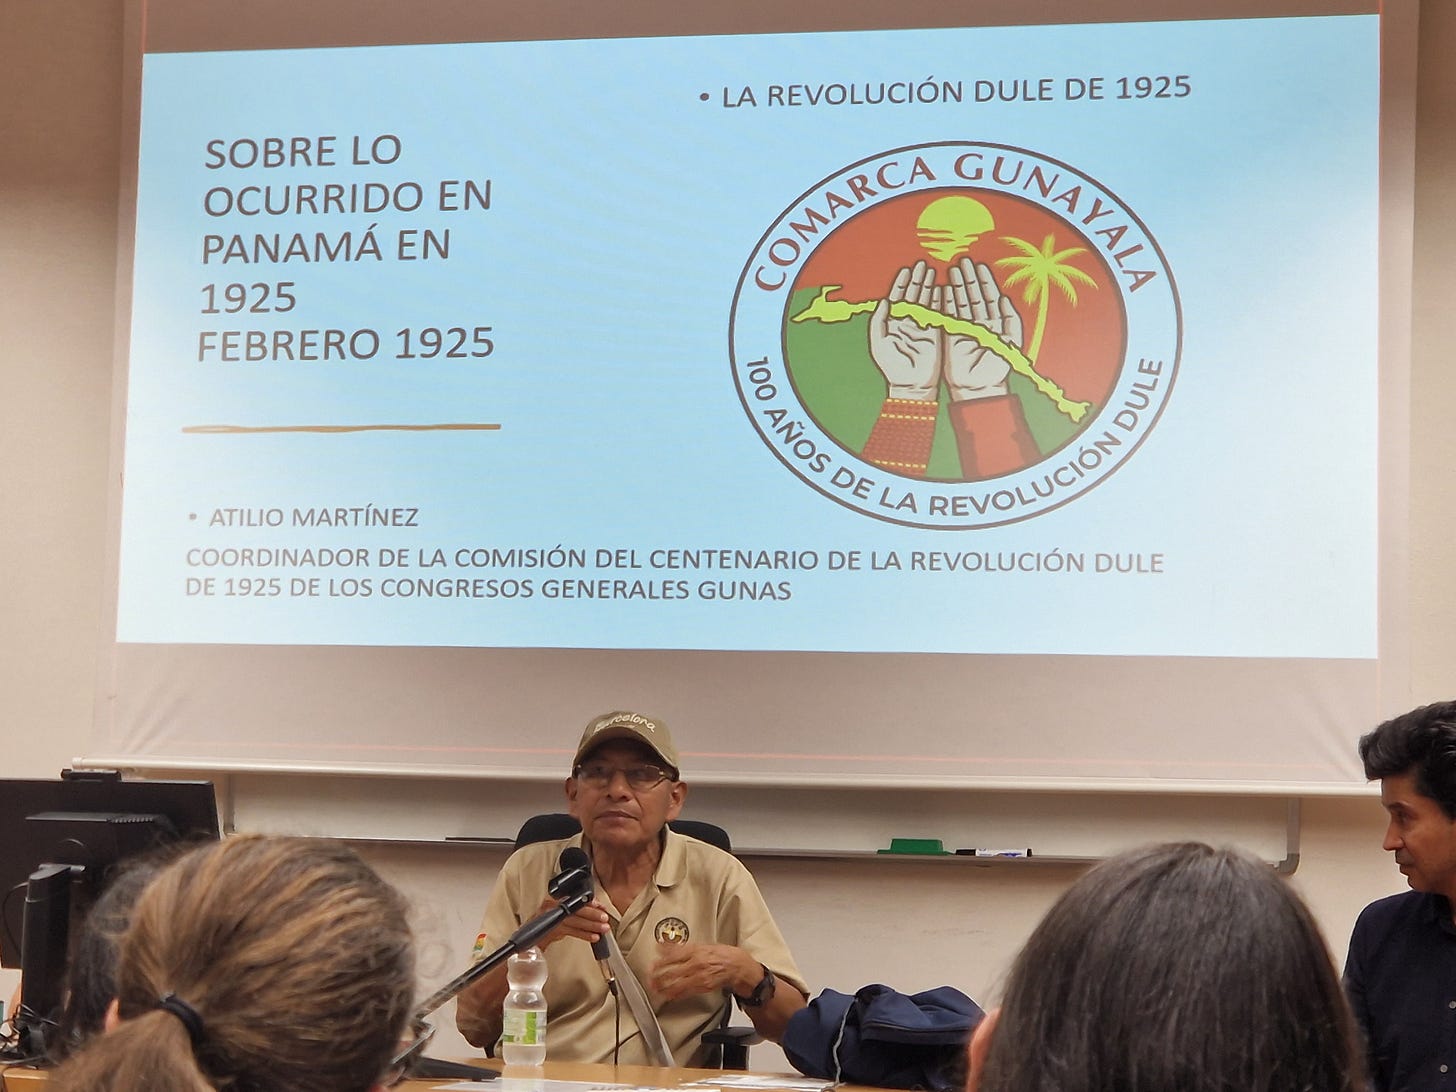 SOBRE LO
OCURRIDO EN
PANAMÁ EN
1925
FEBRERO 1925
• LA REVOLUCIÓN DULE DE 1925
COMARCA GUNAYALA
100 AÑOS DE LA REVOLUCIÓN DULE
• ATILIO MARTÍNEZ
COORDINADOR DE LA COMISIÓN DEL CENTENARIO DE LA REVOLUCIÓN DULE
DE 1925 DE LOS CONGRESOS GENERALES GUNAS
Barcelona